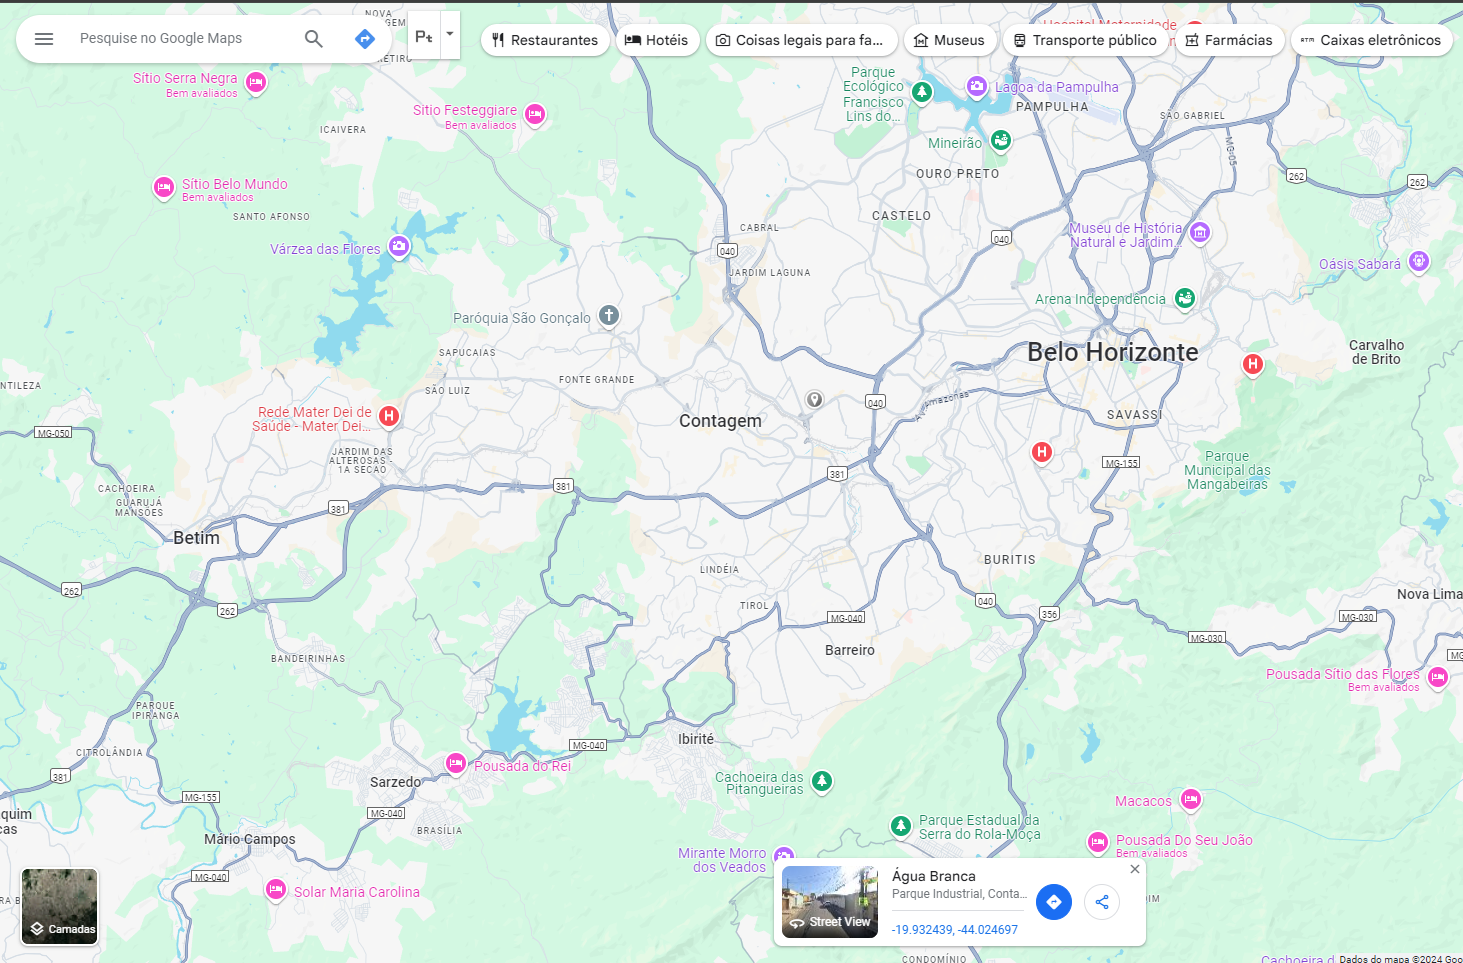 Pesquise no Google Maps
Restaurantes
Hotéis
Coisas legais para fa...
Museus
Transporte público
Farmácias
Caixas eletrônicos
NOVA
Hospital Maternidade
Sítio Serra Negra
Bem avaliados
Sitio Festeggiare
Bem avaliados
ICAIVERA
Parque
Ecológico
Francisco
Lins do...
Lagoa da Pampulha
PAMPULHA
SÃO GABRIEL
Mineirão
MG-05
OURO PRETO
262
262
Sítio Belo Mundo
Bem avaliados
SANTO AFONSO
CASTELO
CABRAL
Várzea das Flores
040
040
Museu de História
Natural e Jardim...
Oásis Sabará
JARDIM LAGUNA
Arena Independência
Paróquia São Gonçalo
SAPUCAIAS
Belo Horizonte
Carvalho
de Brito
NTILEZA
SÃO LUIZ
FONTE GRANDE
040
Amazonas
Rede Mater Dei de
Saúde - Mater Dei...
Contagem
SAVASSI
MG-050
JARDIM DAS
ALTEROSAS -
1A SECAO
MG-155
Parque
Municipal das
Mangabeiras
CACHOEIRA
GUARUJÁ
MANSÕES
381
381
381
Betim
LINDÉIA
BURITIS
262
262
TIROL
MG-040
040
356
MG-030
MG-030
Nova Lima
MG
Barreiro
BANDEIRINHAS
Pousada Sítio das Flores
Bem avaliados
PARQUE
IPIRANGA
Ibirité
MG-040
CITROLÂNDIA
381
Sarzedo
Pousada do Rei
Cachoeira das
Pitangueiras
MG-155
MG-040
Macacos
quim
cas
BRASÍLIA
Mário Campos
Parque Estadual da
Serra do Rola-Moça
Pousada Do Seu João
Bem avaliados
Mirante Morro
dos Veados
MG-040
Solar Maria Carolina
Camadas
Street View
Água Branca
Parque Industrial, Conta...
-19.932439, -44.024697
CONDOMÍNIO
Cachoeira d
Dados do mapa ©2024 Goo